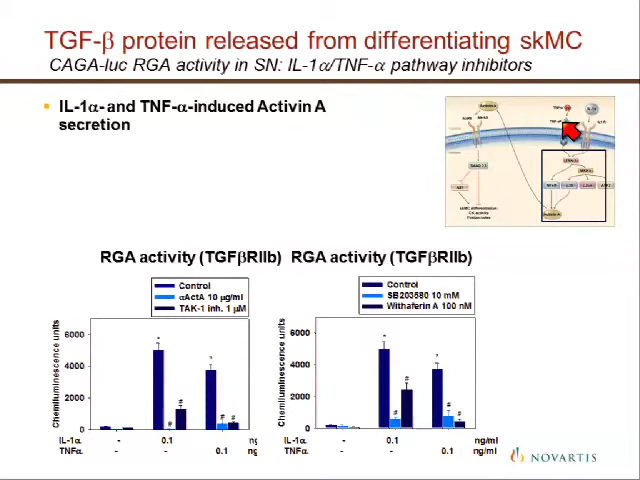 TGF-β protein released from differentiating skMC
CAGA-luc RGA activity in SN: IL-1α/TNF-α pathway inhibitors
IL-1α- and TNF-α-induced Activin A
secretion
RGA activity (TGFβRIIb)
Control
αActA 10 µg/ml
TAK-1 inh. 1 µM
Chemiluminescence units
6000
4000
2000
0
*
#
#
*
#
#
IL-1α - 0.1 ng
TNFα - 0.1 ng
RGA activity (TGFβRIIb)
Control
SB203580 10 mM
Withaferin A 100 nM
Chemiluminescence units
6000
4000
2000
0
*
#
#
*
#
#
IL-1α - 0.1 ng/ml
TNFα - 0.1 ng/ml
NOVARTIS